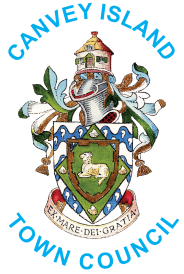 CANVEY ISLAND
EX·MARE·DEI·GRATIA
TOWN COUNCIL